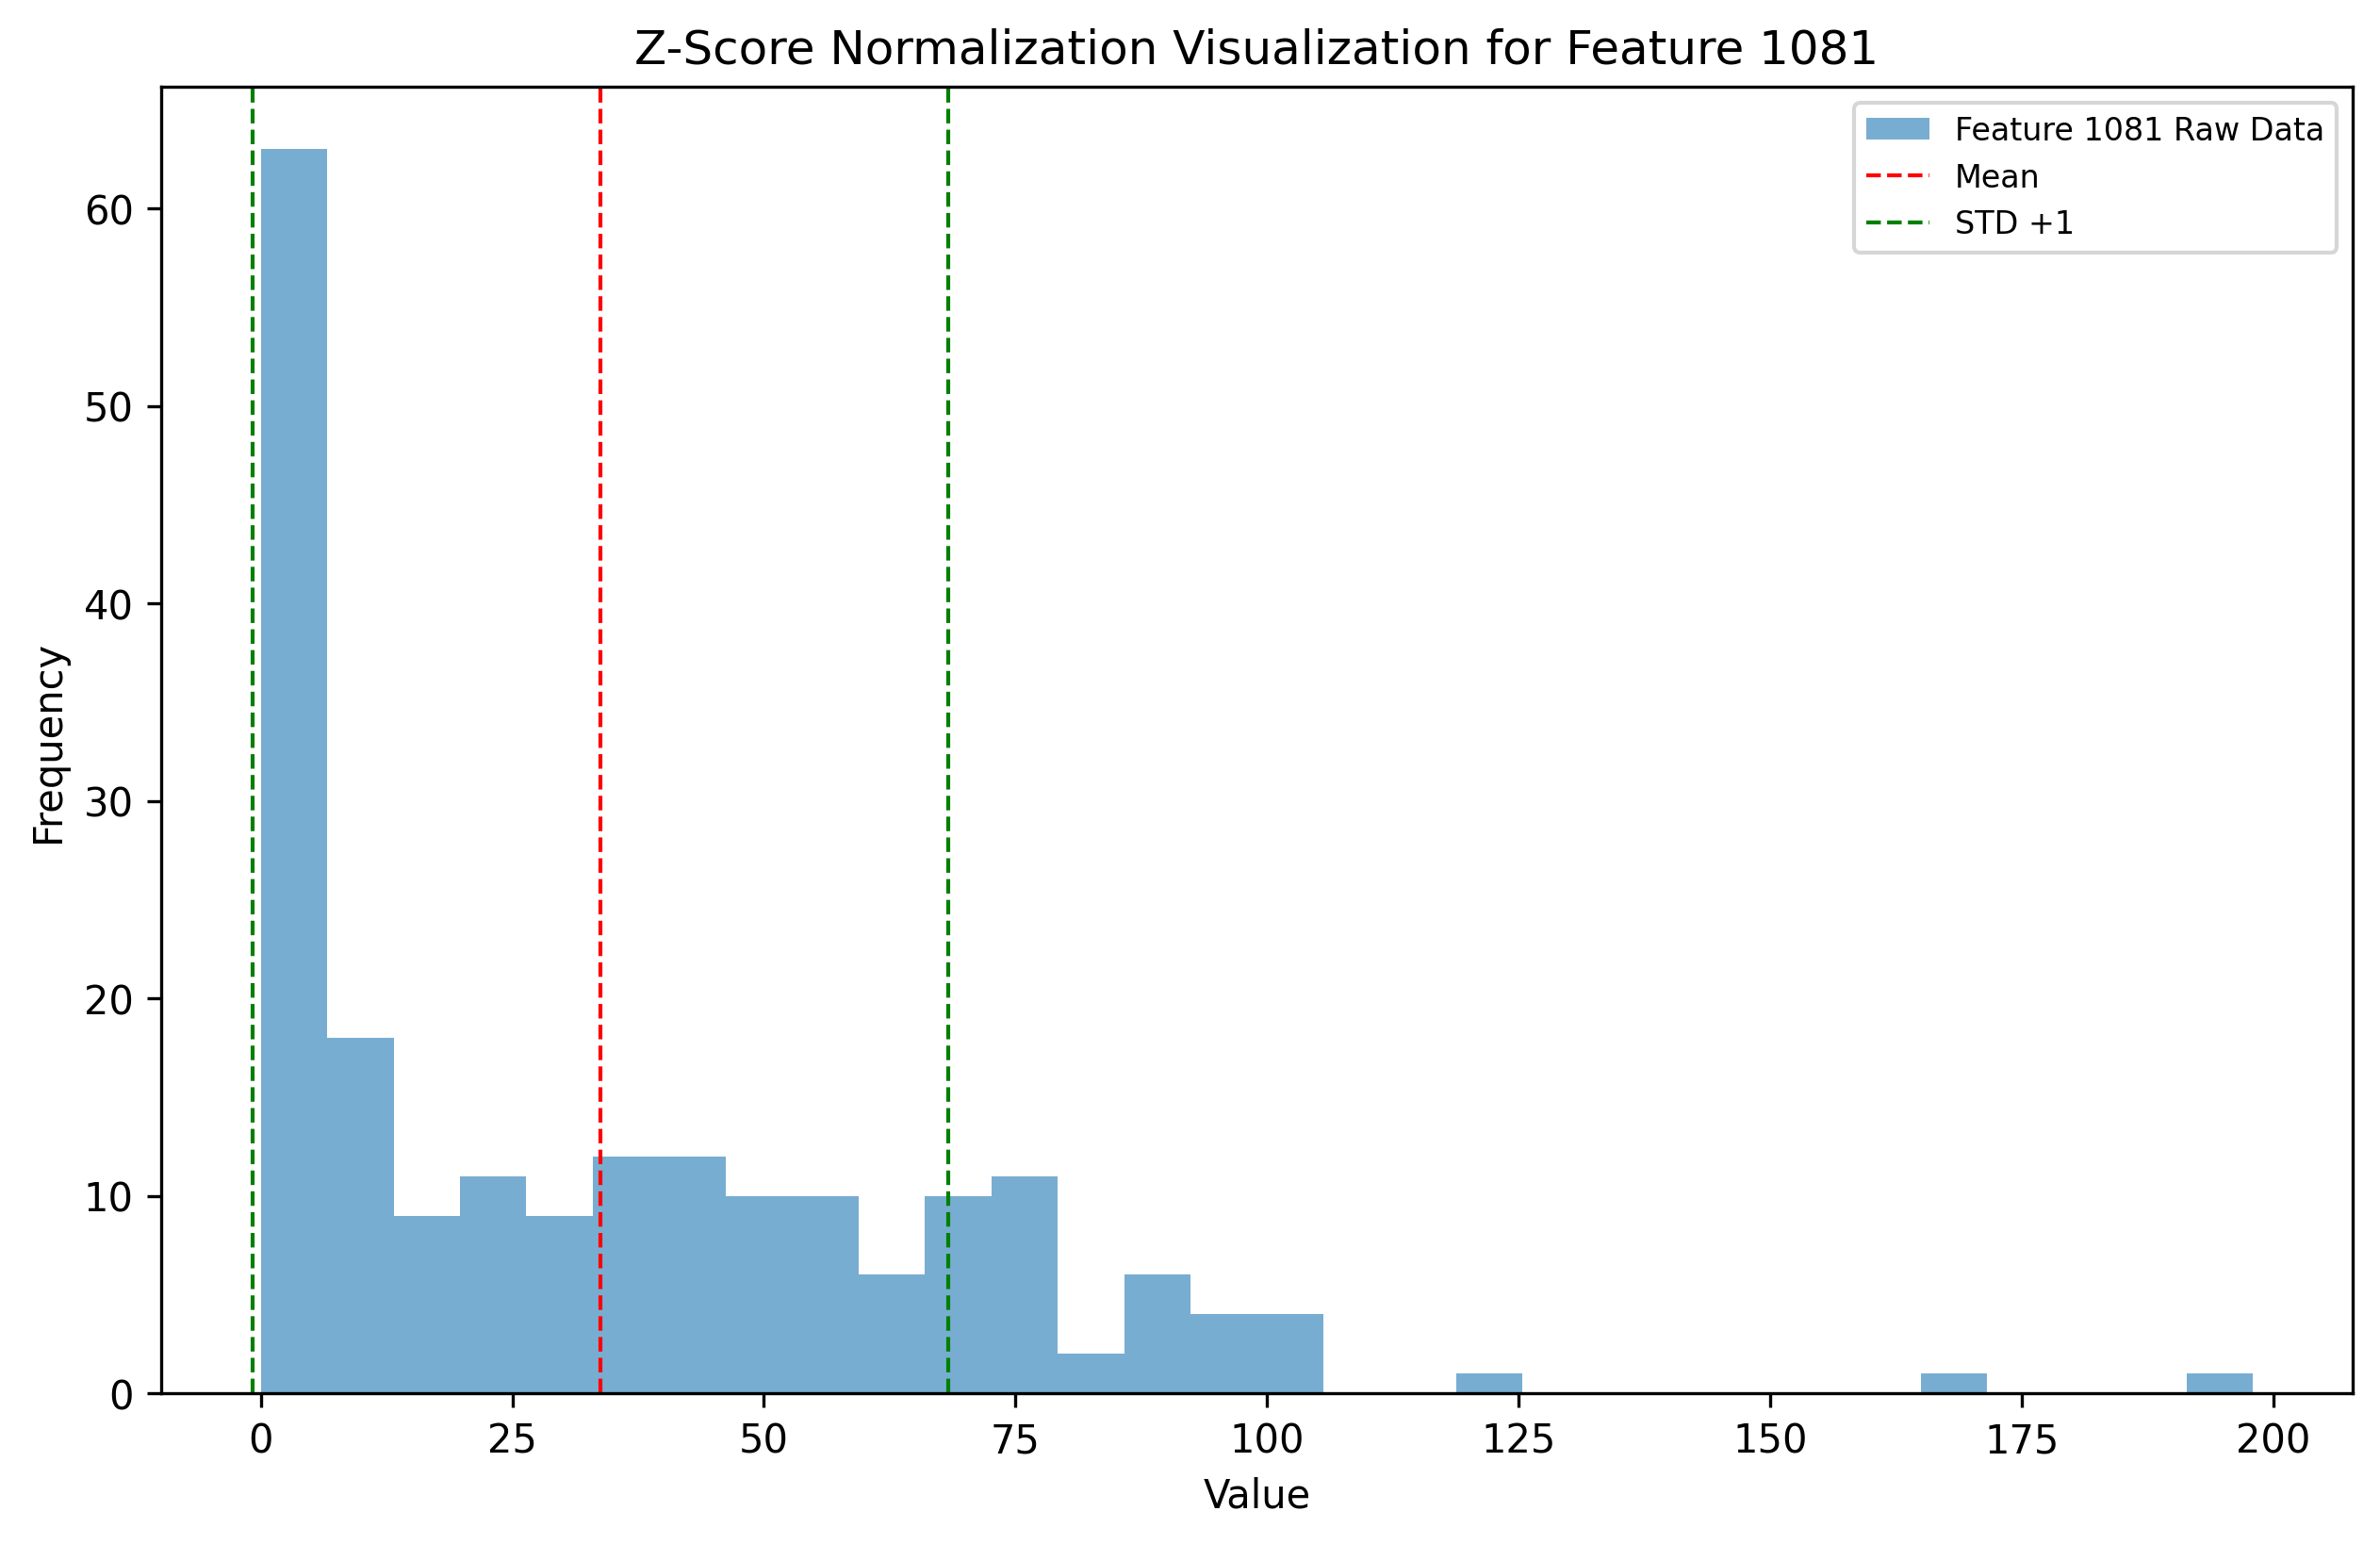 Z-Score Normalization Visualization for Feature 1081
Feature 1081 Raw Data
Mean
STD +1
60
50
40
30
20
10
0
Frequency
0 25 50 75 100 125 150 175 200
Value